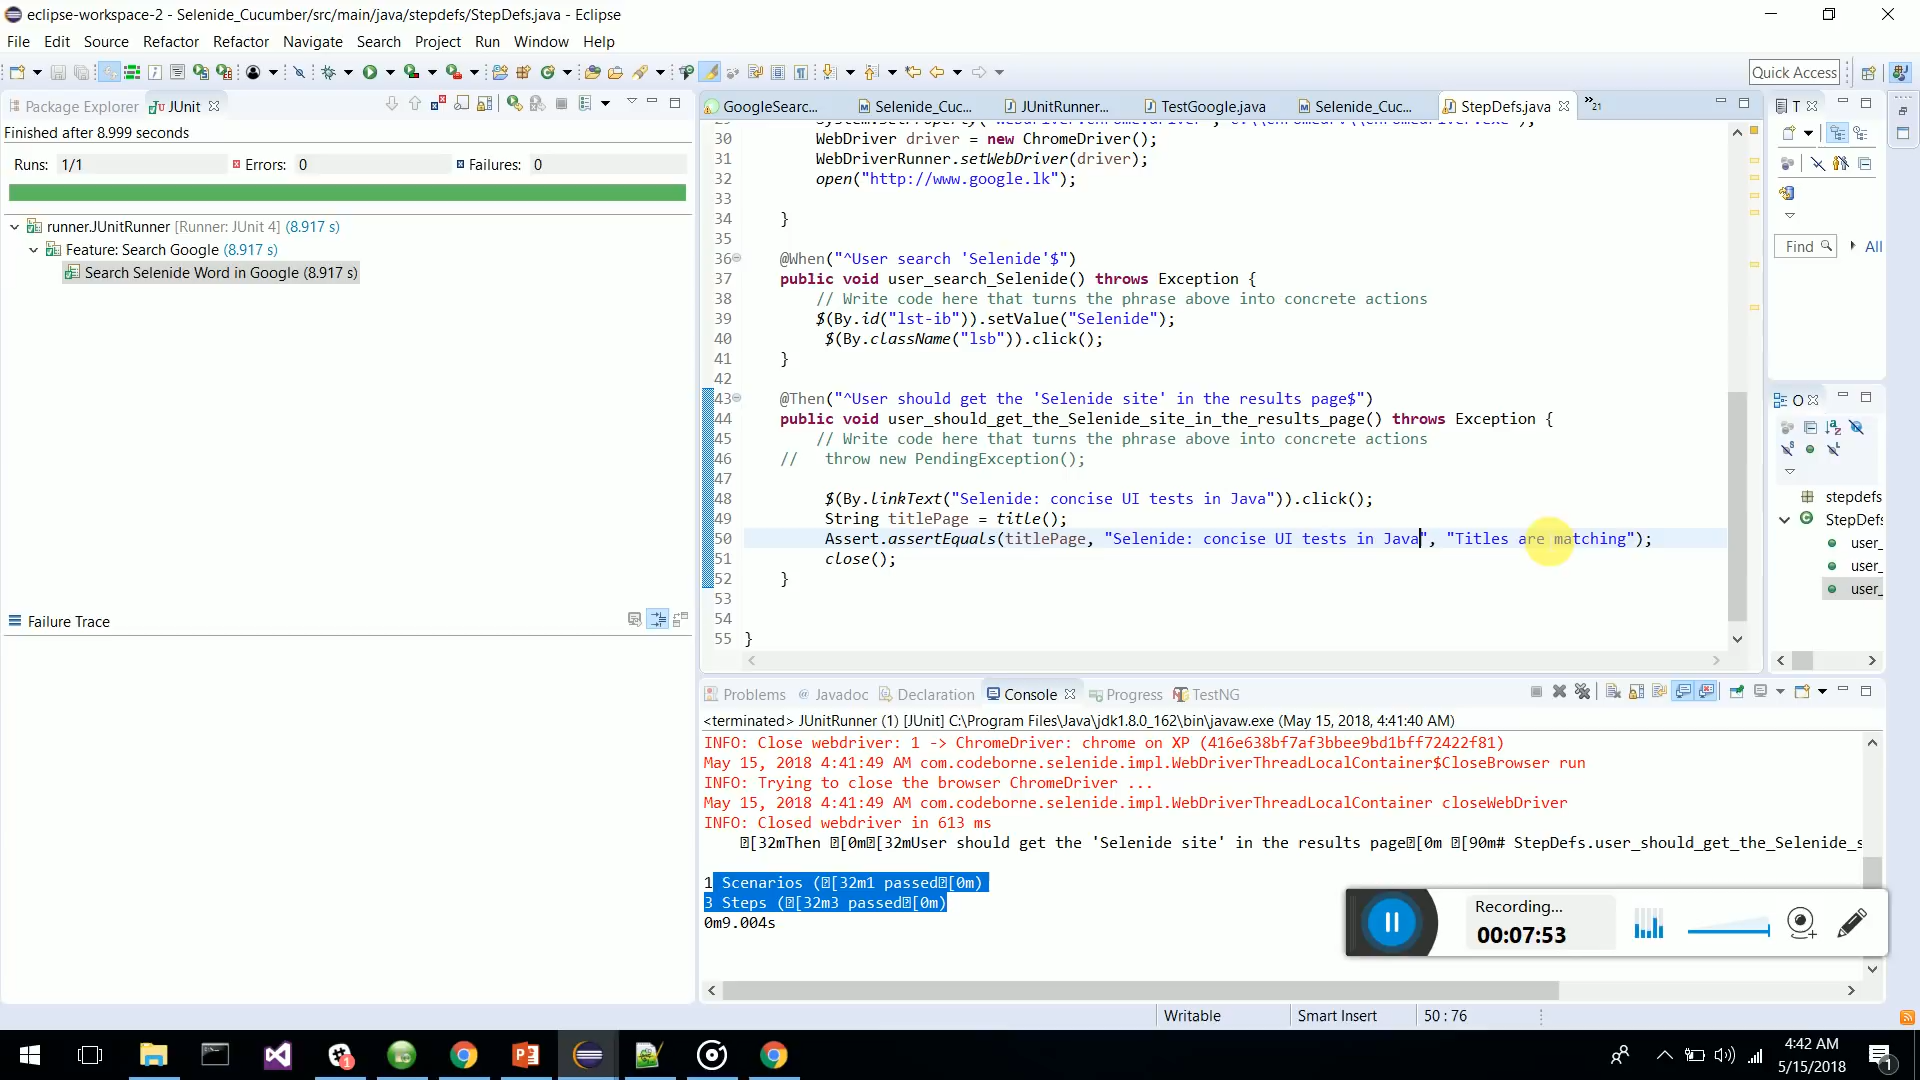 eclipse-workspace-2 - Selenide_Cucumber/src/main/java/stepdefs/StepDefs.java - Eclipse
File Edit Source Refactor Refactor Navigate Search Project Run Window Help
Quick Access
Package Explorer JUnit
Finished after 8.999 seconds
Runs: 1/1 Errors: 0 Failures: 0
runner.JUnitRunner [Runner: JUnit 4] (8.917 s)
Feature: Search Google (8.917 s)
Search Selenide Word in Google (8.917 s)
Failure Trace
GoogleSearc... Selenide_Cuc... JUnitRunner... TestGoogle.java Selenide_Cuc... StepDefs.java »21
30 WebDriver driver = new ChromeDriver();
31 WebDriverRunner.setWebDriver(driver);
32 open("http://www.google.lk");
33
34 }
35
36 @When("^User search 'Selenide'$")
37 public void user_search_Selenide() throws Exception {
38 // Write code here that turns the phrase above into concrete actions
39 $(By.id("lst-ib")).setValue("Selenide");
40 $(By.className("lsb")).click();
41 }
42
43 @Then("^User should get the 'Selenide site' in the results page$")
44 public void user_should_get_the_Selenide_site_in_the_results_page() throws Exception {
45 // Write code here that turns the phrase above into concrete actions
46 // throw new PendingException();
47
48 $(By.linkText("Selenide: concise UI tests in Java")).click();
49 String titlePage = title();
50 Assert.assertEquals(titlePage, "Selenide: concise UI tests in Java", "Titles are matching");
51 close();
52 }
53
54
55 }
T
Find All
O
stepdefs
StepDefs
user_
user_
user_
Problems @ Javadoc Declaration Console Progress TestNG
<terminated> JUnitRunner (1) [JUnit] C:\Program Files\Java\jdk1.8.0_162\bin\javaw.exe (May 15, 2018, 4:41:40 AM)
INFO: Close webdriver: 1 -> ChromeDriver: chrome on XP (416e638bf7af3bbee9bd1bff72422f81)
May 15, 2018 4:41:49 AM com.codeborne.selenide.impl.WebDriverThreadLocalContainer$CloseBrowser run
INFO: Trying to close the browser ChromeDriver ...
May 15, 2018 4:41:49 AM com.codeborne.selenide.impl.WebDriverThreadLocalContainer closeWebDriver
INFO: Closed webdriver in 613 ms
[32mThen [0m[32mUser should get the 'Selenide site' in the results page[0m [90m# StepDefs.user_should_get_the_Selenide_s
1 Scenarios ([32m1 passed[0m)
3 Steps ([32m3 passed[0m)
0m9.004s
Recording...
00:07:53
Writable Smart Insert 50 : 76
4:42 AM
5/15/2018
1
1